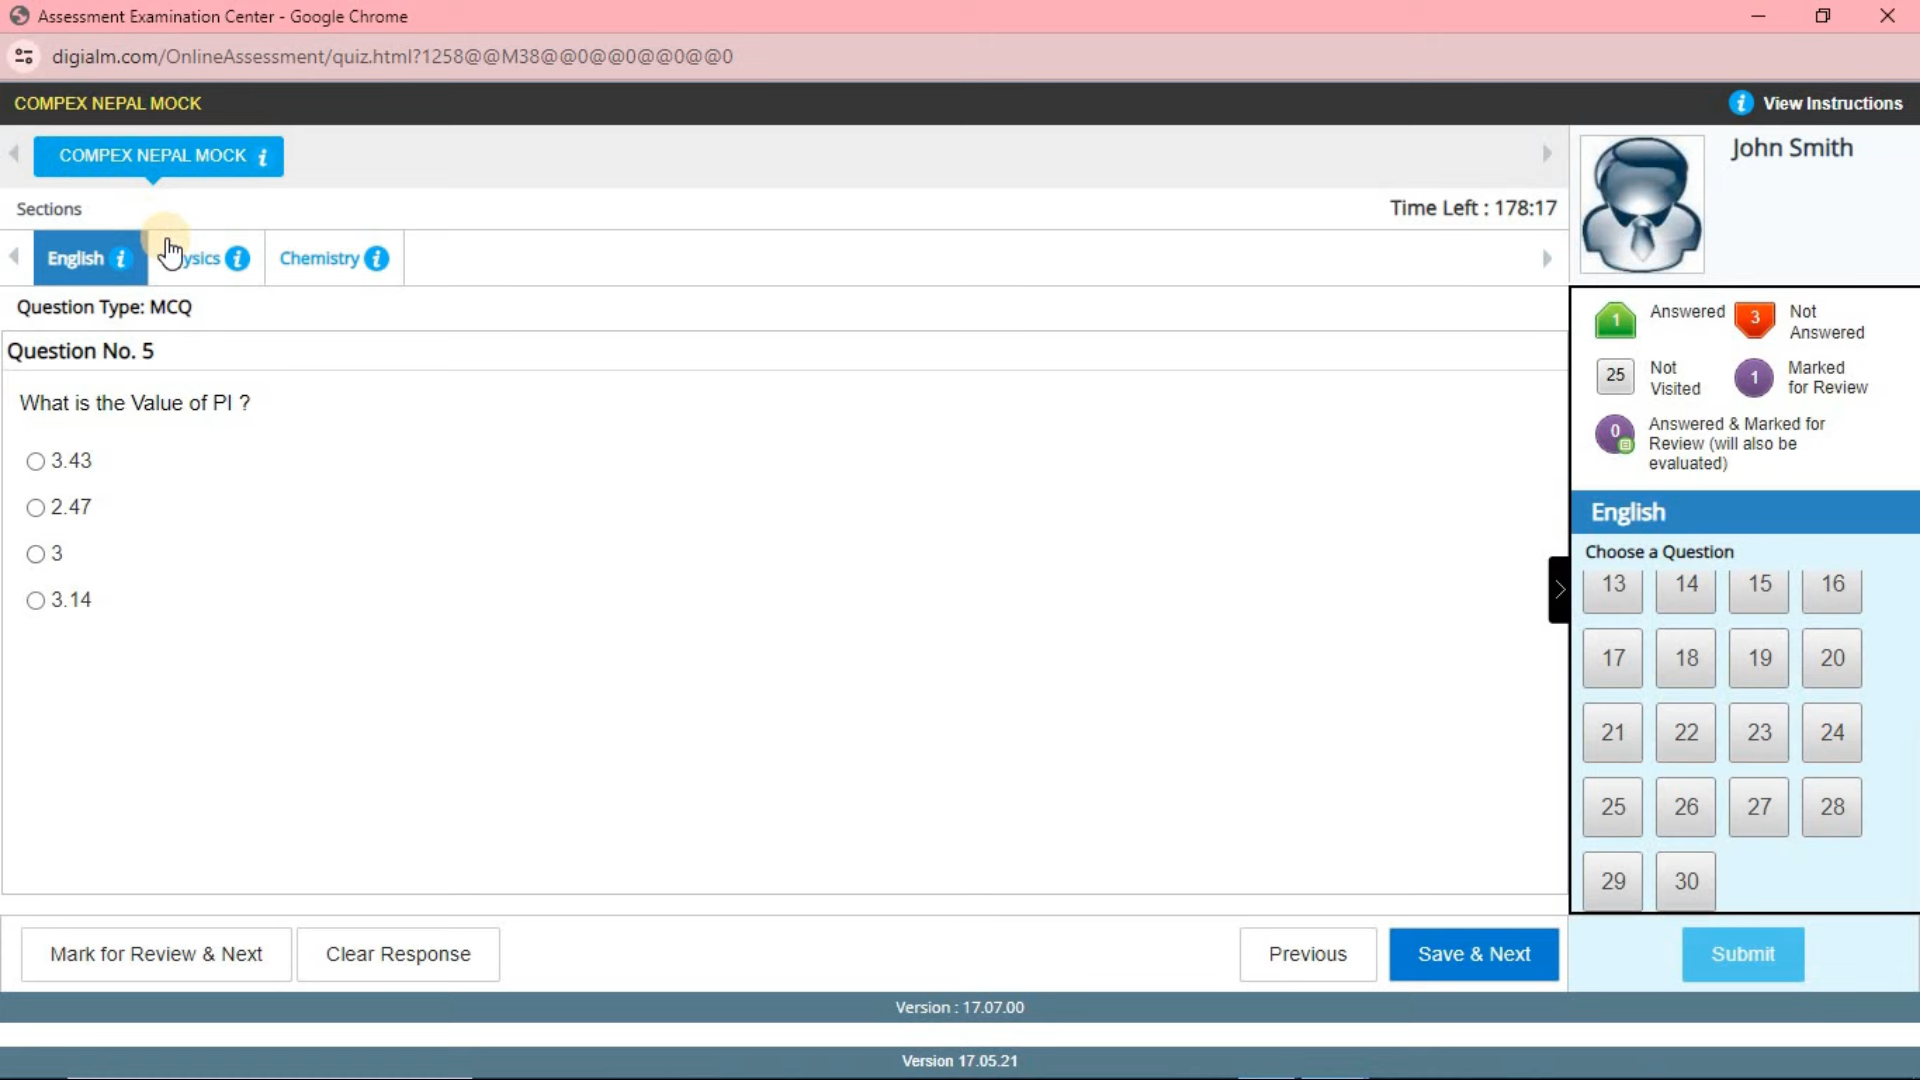 Assessment Examination Center - Google Chrome
digialm.com/OnlineAssessment/quiz.html?1258@@M38@@0@@0@@0@@0
COMPEX NEPAL MOCK
i View Instructions
COMPEX NEPAL MOCK i
John Smith
Sections
Time Left : 178:17
English i
ysics i
Chemistry i
Question Type: MCQ
Question No. 5
What is the Value of PI ?
3.43
2.47
3
3.14
1 Answered
3 Not Answered
25 Not Visited
1 Marked for Review
0 Answered & Marked for Review (will also be evaluated)
English
Choose a Question
13 14 15 16
17 18 19 20
21 22 23 24
25 26 27 28
29 30
Mark for Review & Next
Clear Response
Previous
Save & Next
Submit
Version : 17.07.00
Version 17.05.21